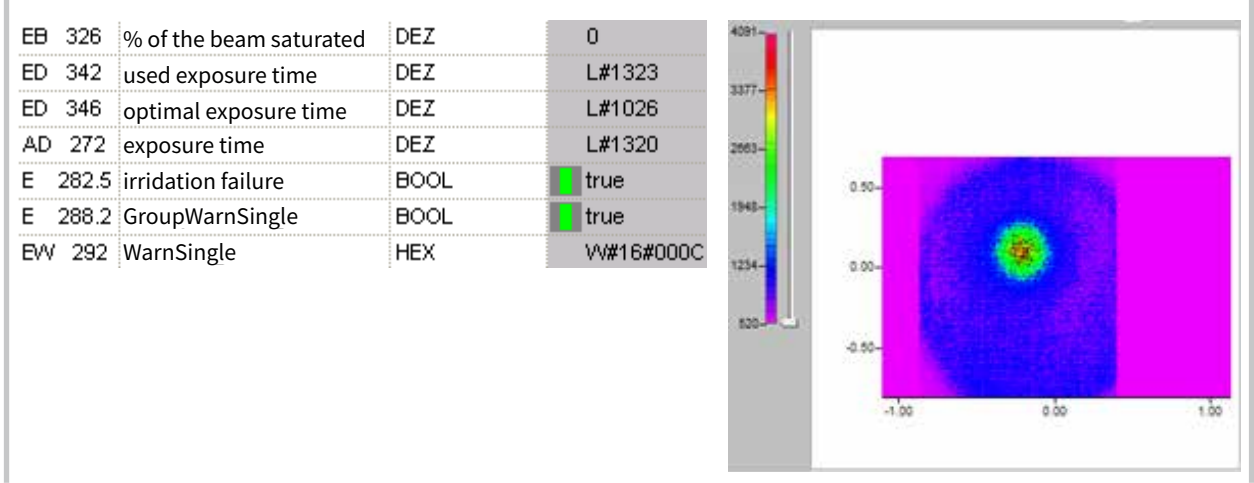 EB 326 % of the beam saturated DEZ 0
ED 342 used exposure time DEZ L#1323
ED 346 optimal exposure time DEZ L#1026
AD 272 exposure time DEZ L#1320
E 282.5 irridation failure BOOL true
E 288.2 GroupWarnSingle BOOL true
EW 292 WarnSingle HEX W#16#000C
4091
3377
2663
1948
1234
520
0.50
0.00
-0.50
-1.00 0.00 1.00